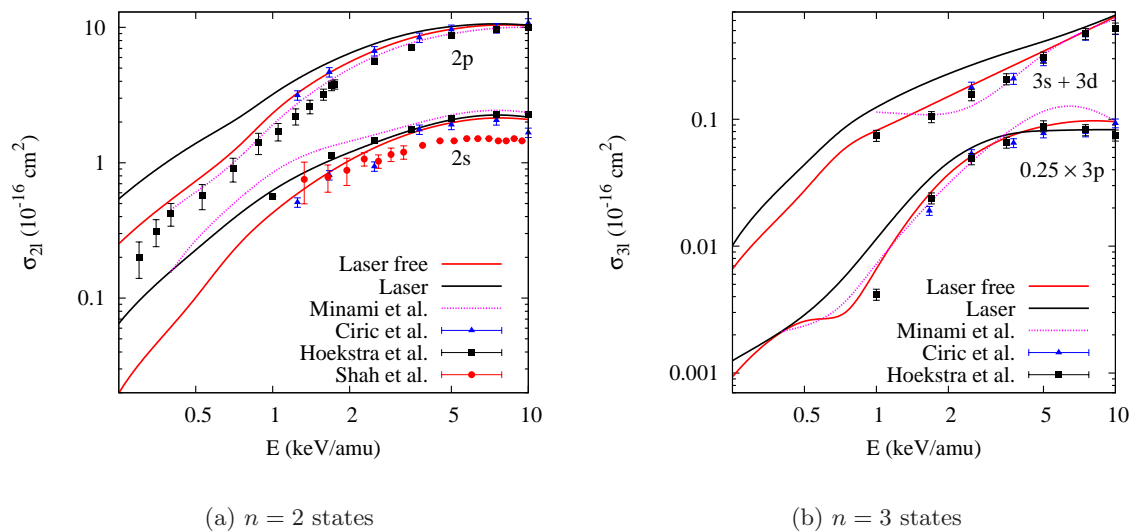 10
1
0.1
σ2l (10-16 cm2)
2p
2s
Laser free
Laser
Minami et al.
Ciric et al.
Hoekstra et al.
Shah et al.
0.5 1 2 5 10
E (keV/amu)
(a) n = 2 states
0.1
0.01
0.001
σ3l (10-16 cm2)
3s + 3d
0.25 × 3p
Laser free
Laser
Minami et al.
Ciric et al.
Hoekstra et al.
0.5 1 2 5 10
E (keV/amu)
(b) n = 3 states